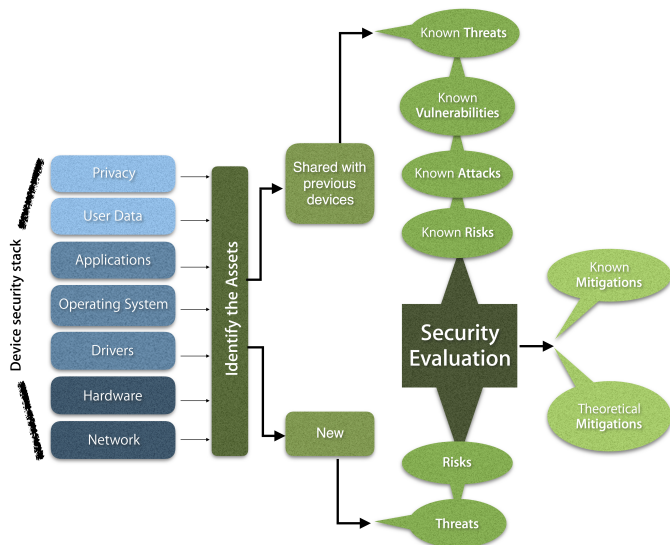 Device security stack
Privacy
User Data
Applications
Operating System
Drivers
Hardware
Network
Identify the Assets
Shared with
previous
devices
New
Known Threats
Known
Vulnerabilities
Known Attacks
Known Risks
Security
Evaluation
Risks
Threats
Known
Mitigations
Theoretical
Mitigations